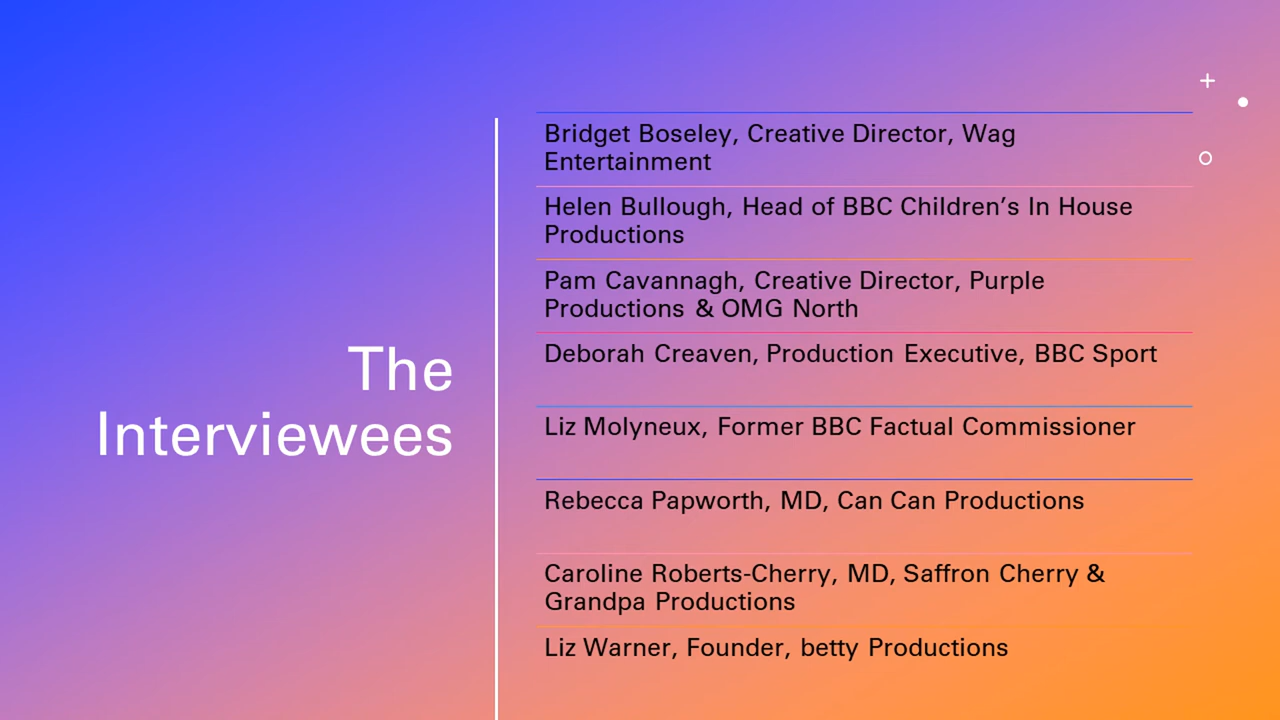 The
Interviewees
Bridget Boseley, Creative Director, Wag
Entertainment
Helen Bullough, Head of BBC Children’s In House
Productions
Pam Cavannagh, Creative Director, Purple
Productions & OMG North
Deborah Creaven, Production Executive, BBC Sport
Liz Molyneux, Former BBC Factual Commissioner
Rebecca Papworth, MD, Can Can Productions
Caroline Roberts-Cherry, MD, Saffron Cherry &
Grandpa Productions
Liz Warner, Founder, betty Productions